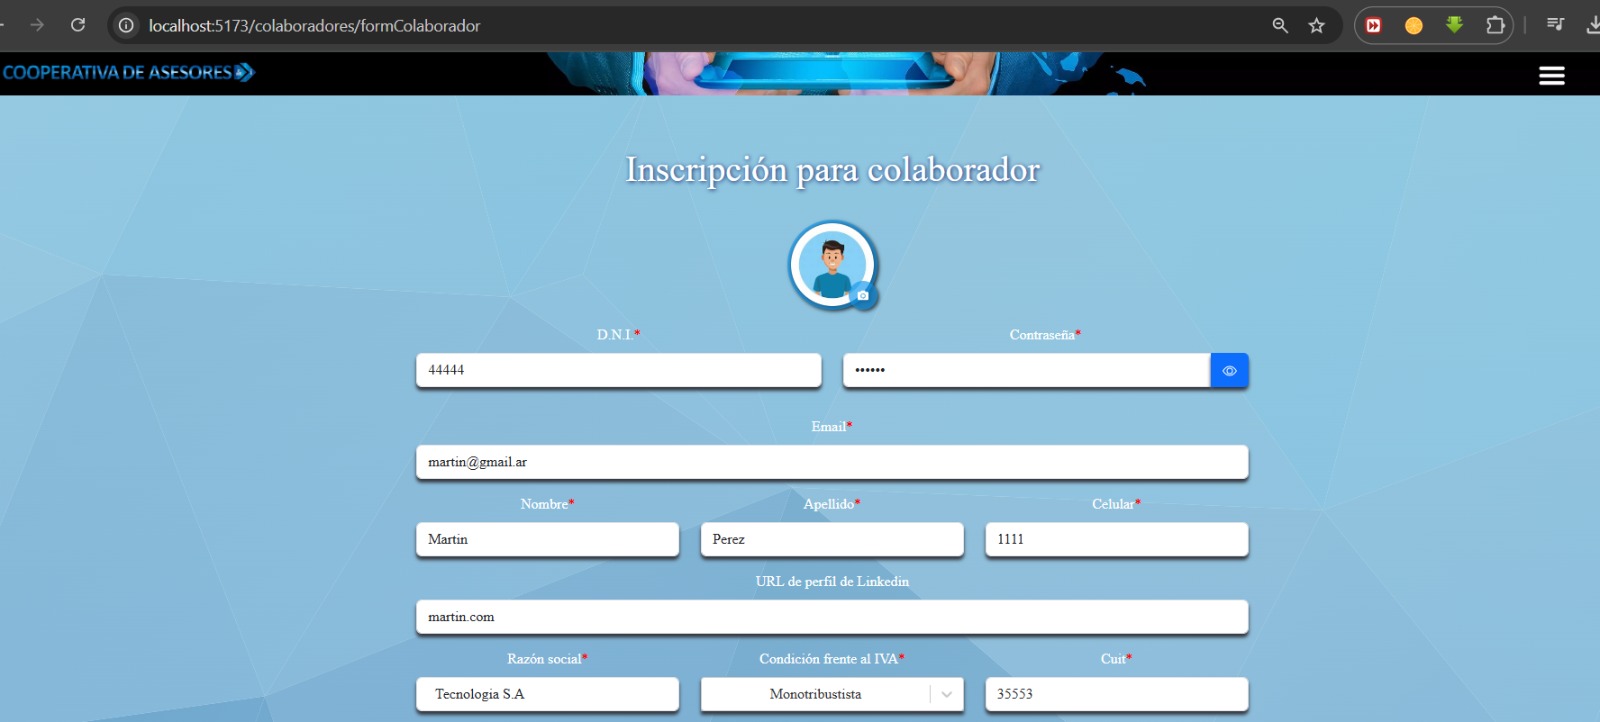 localhost:5173/colaboradores/formColaborador
COOPERATIVA DE ASESORES
Inscripción para colaborador
D.N.I.* Contraseña*
44444 ••••••
Email*
martin@gmail.ar
Nombre* Apellido* Celular*
Martin Perez 1111
URL de perfil de Linkedin
martin.com
Razón social* Condición frente al IVA* Cuit*
Tecnologia S.A Monotribustista 35553